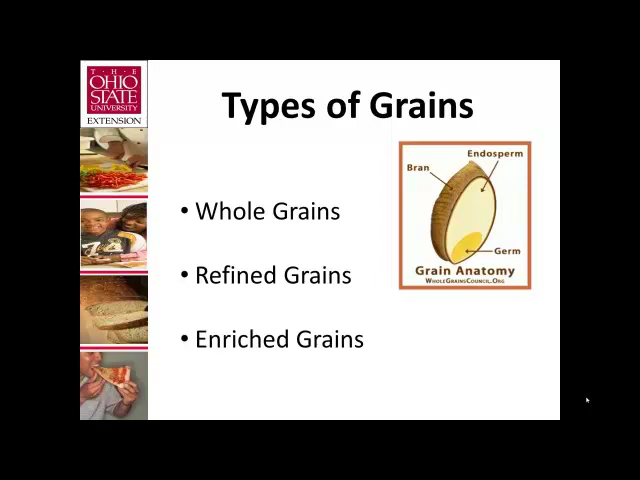 T·H·E
OHIO
STATE
UNIVERSITY
EXTENSION
Types of Grains
• Whole Grains
• Refined Grains
• Enriched Grains
Endosperm
Bran
Germ
Grain Anatomy
WholeGrainsCouncil.Org